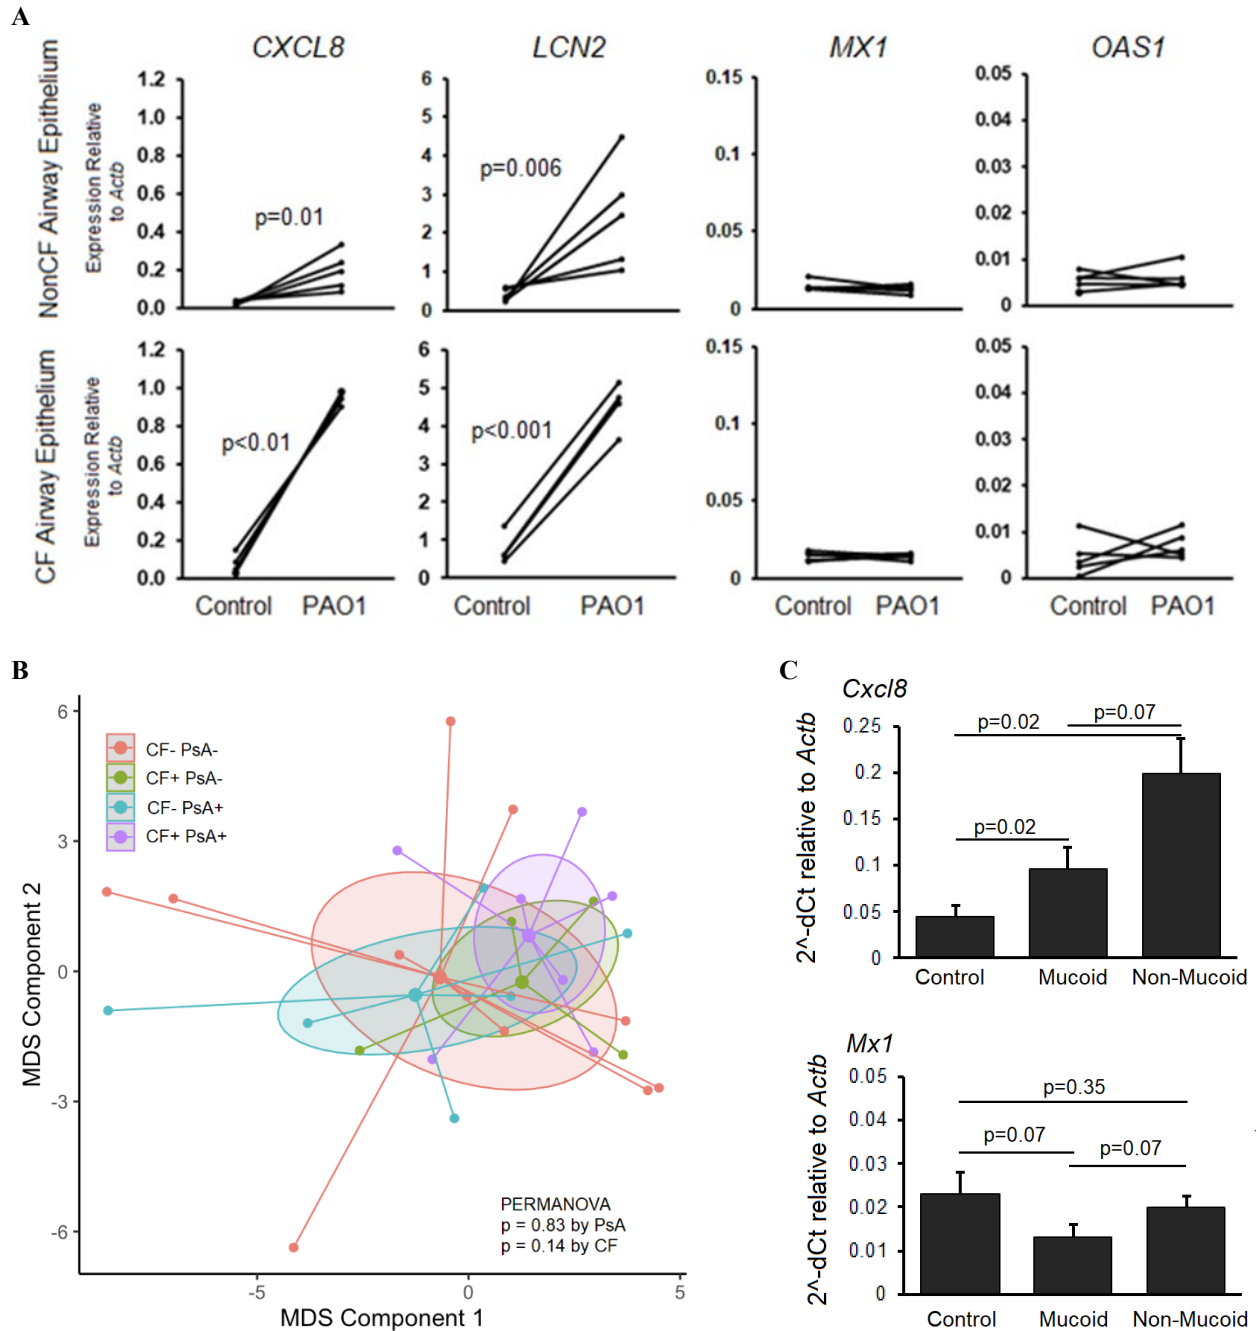 A
CXCL8
LCN2
MX1
OAS1
NonCF Airway Epithelium
Expression Relative
to Actb
1.2
1.0
0.8
0.6
0.4
0.2
0.0
p=0.01
6
5
4
3
2
1
0
p=0.006
0.15
0.1
0.05
0
0.05
0.04
0.03
0.02
0.01
0
CF Airway Epithelium
Expression Relative
to Actb
1.2
1.0
0.8
0.6
0.4
0.2
0.0
p<0.01
6
5
4
3
2
1
0
p<0.001
0.15
0.1
0.05
0
0.05
0.04
0.03
0.02
0.01
0
Control PAO1
Control PAO1
Control PAO1
Control PAO1
B
MDS Component 2
6
3
0
-3
-6
CF- PsA-
CF+ PsA-
CF- PsA+
CF+ PsA+
PERMANOVA
p = 0.83 by PsA
p = 0.14 by CF
-5
0
5
MDS Component 1
C
Cxcl8
2^-dCt relative to Actb
0.25
0.2
0.15
0.1
0.05
0
p=0.02
p=0.07
p=0.02
Control
Mucoid
Non-Mucoid
Mx1
2^-dCt relative to Actb
0.05
0.04
0.03
0.02
0.01
0
p=0.35
p=0.07
p=0.07
Control
Mucoid
Non-Mucoid